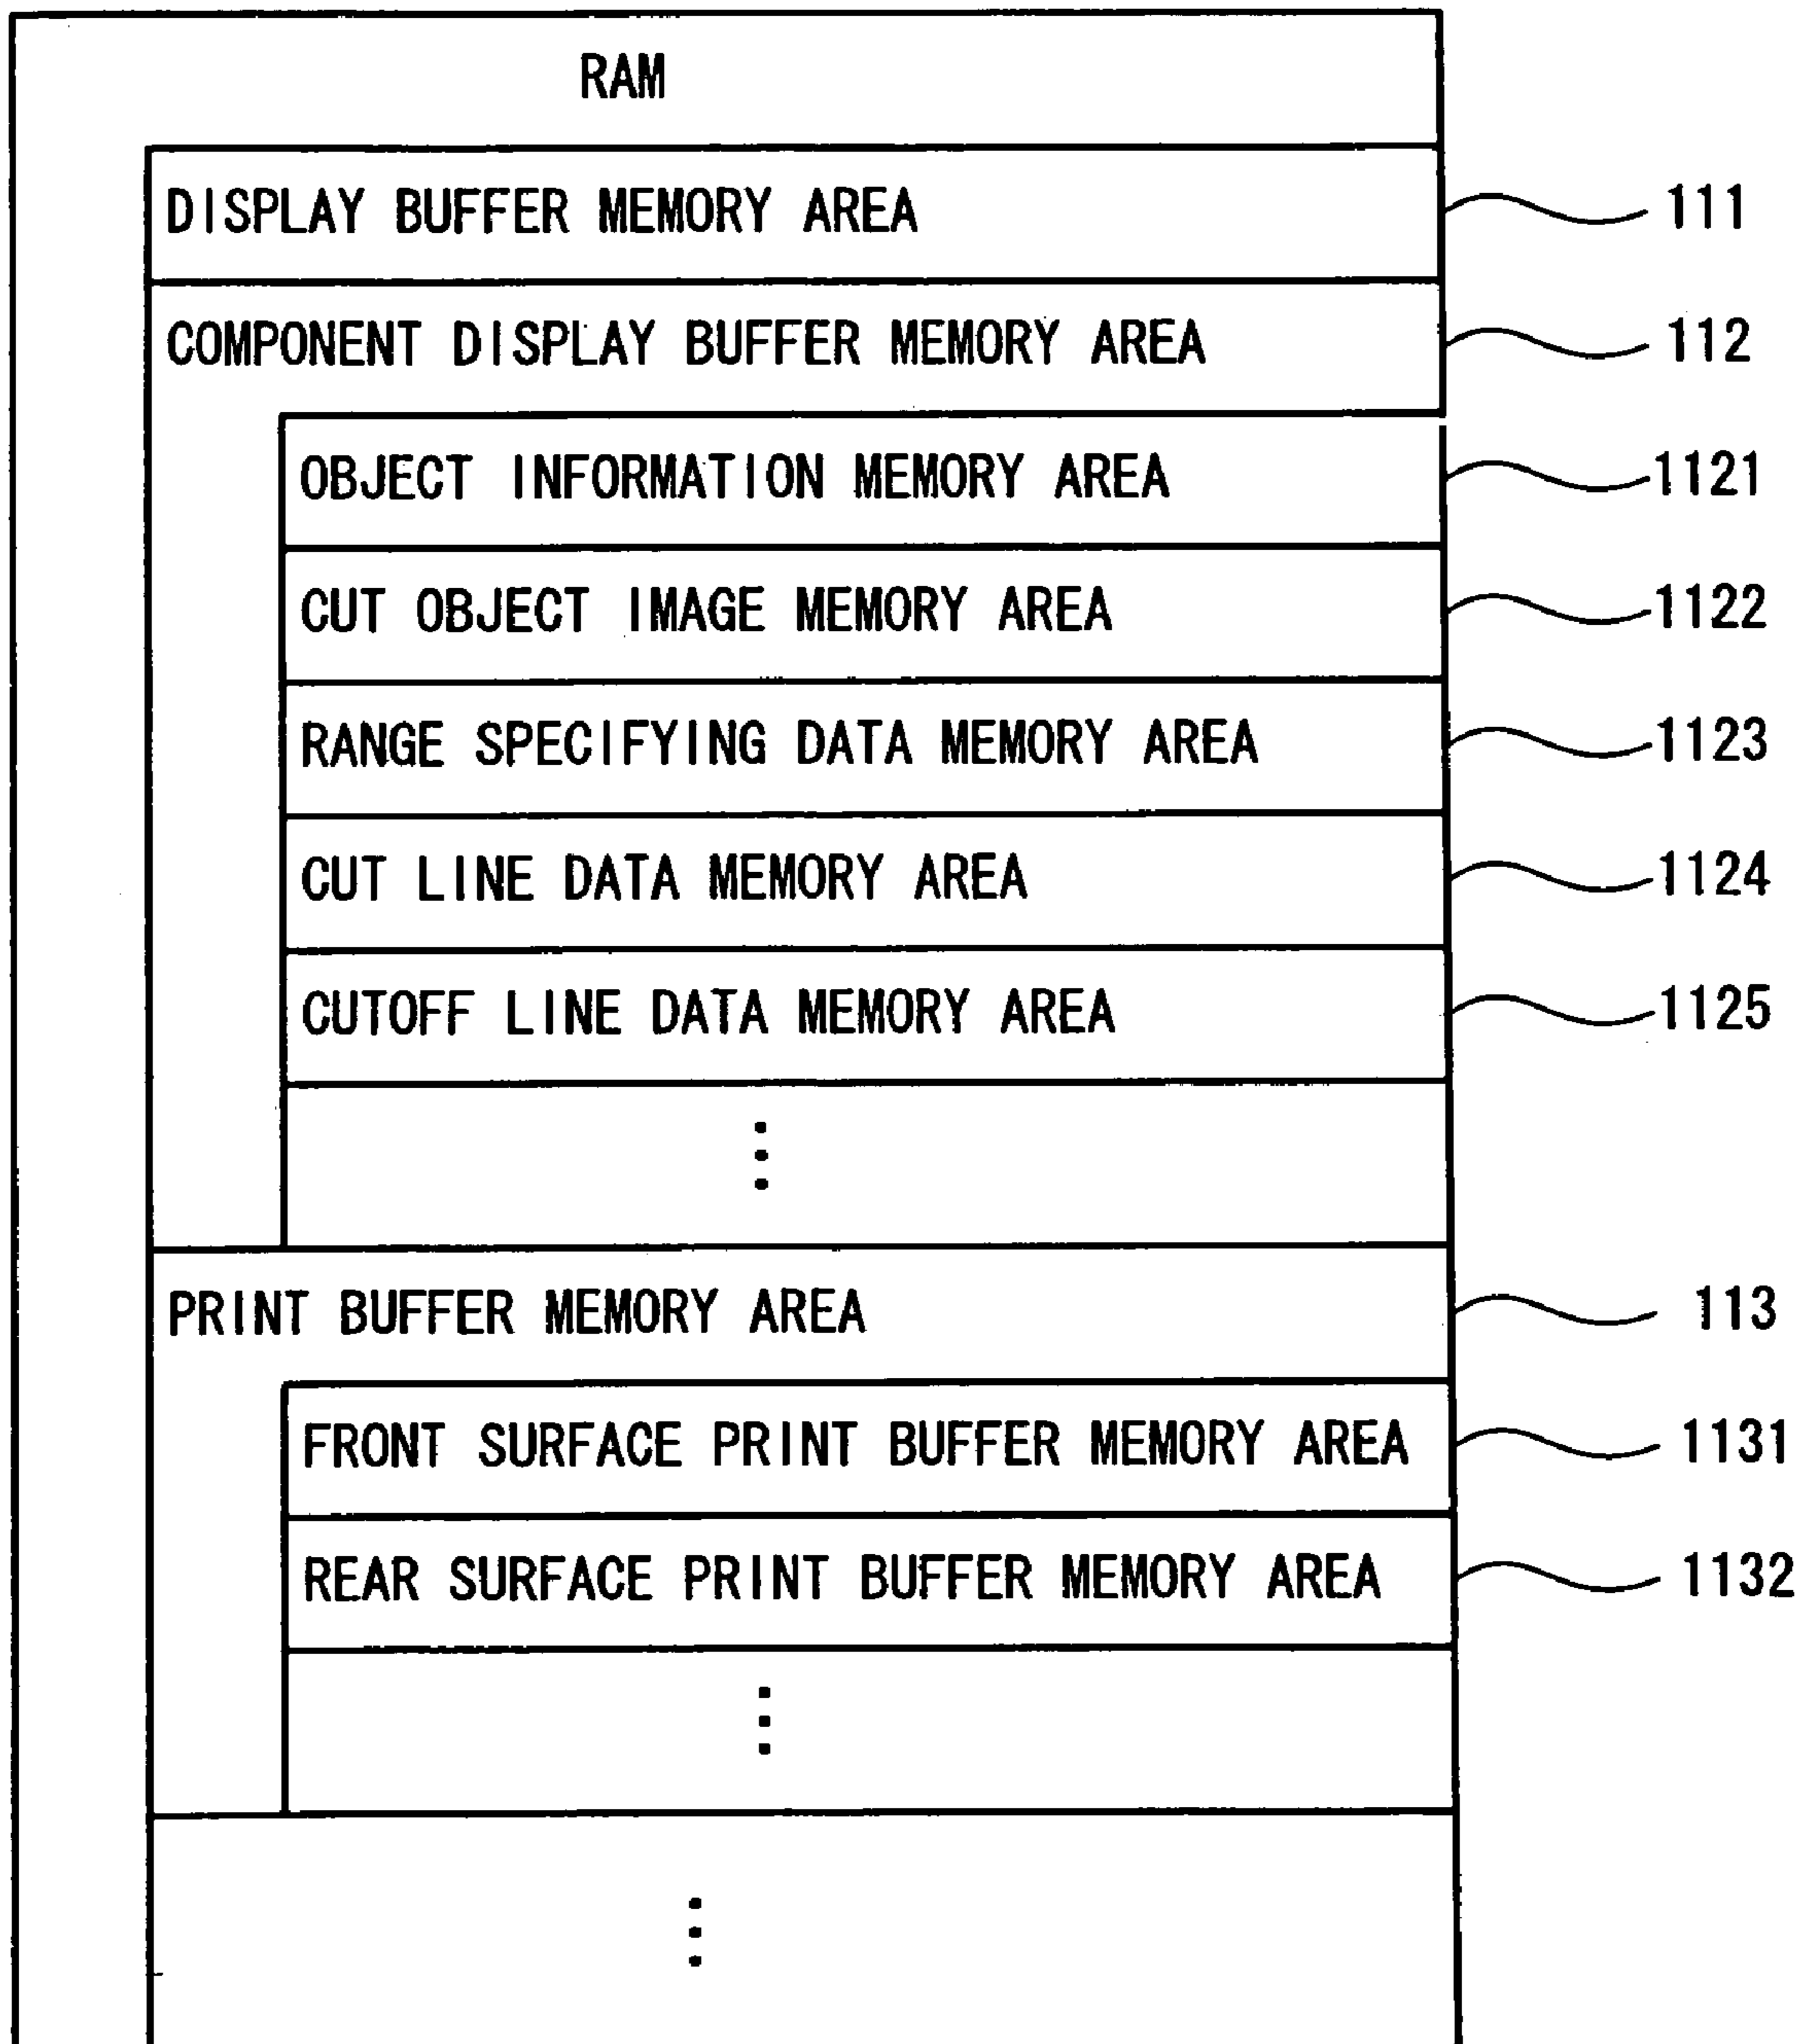 RAM
DISPLAY BUFFER MEMORY AREA 111
COMPONENT DISPLAY BUFFER MEMORY AREA 112
OBJECT INFORMATION MEMORY AREA 1121
CUT OBJECT IMAGE MEMORY AREA 1122
RANGE SPECIFYING DATA MEMORY AREA 1123
CUT LINE DATA MEMORY AREA 1124
CUTOFF LINE DATA MEMORY AREA 1125
PRINT BUFFER MEMORY AREA 113
FRONT SURFACE PRINT BUFFER MEMORY AREA 1131
REAR SURFACE PRINT BUFFER MEMORY AREA 1132